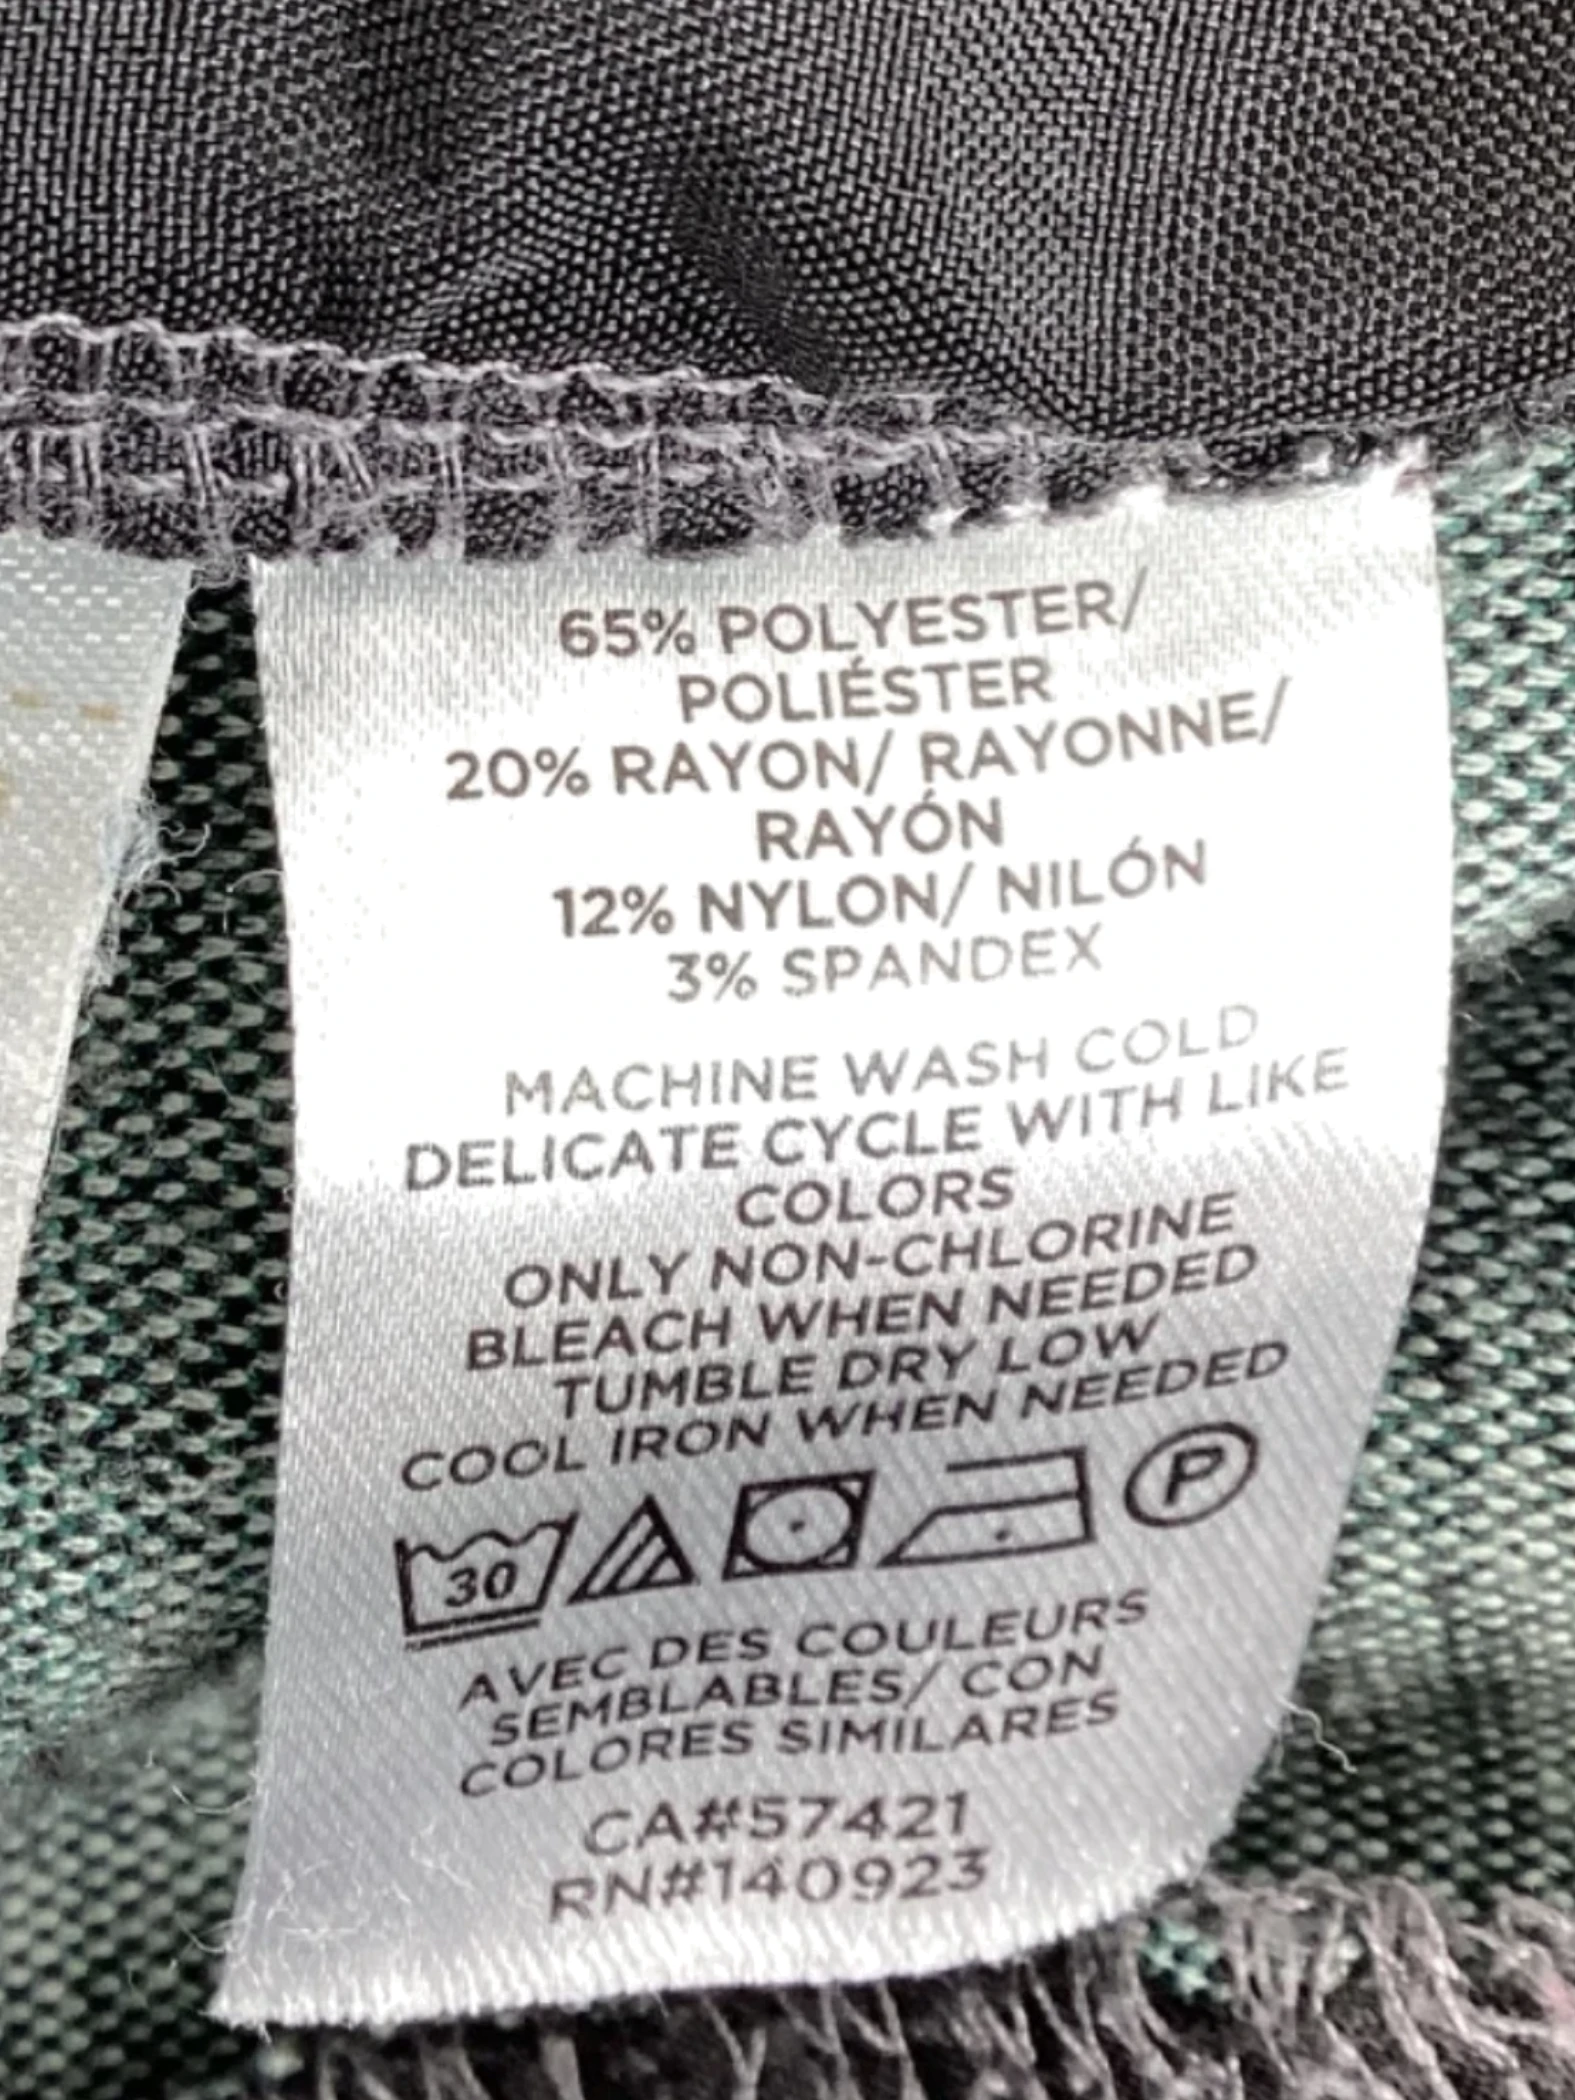 65% POLYESTER/
POLIÉSTER
20% RAYON/ RAYONNE/
RAYÓN
12% NYLON/ NILÓN
3% SPANDEX
MACHINE WASH COLD
DELICATE CYCLE WITH LIKE
COLORS
ONLY NON-CHLORINE
BLEACH WHEN NEEDED
TUMBLE DRY LOW
COOL IRON WHEN NEEDED
30 P
AVEC DES COULEURS
SEMBLABLES/ CON
COLORES SIMILARES
CA#57421
RN#140923